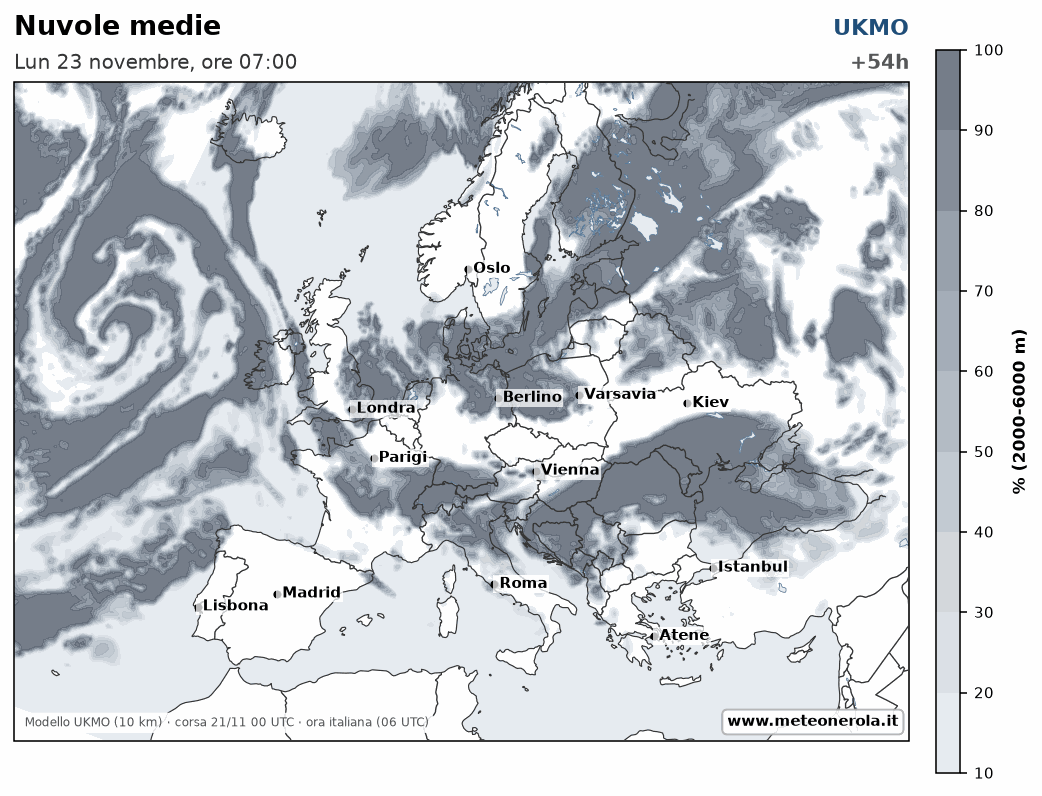 Nuvole medie
UKMO
Lun 23 novembre, ore 07:00
+54h
100
90
80
70
60
50
40
30
20
10
% (2000-6000 m)
Oslo
Londra
Berlino
Varsavia
Kiev
Parigi
Vienna
Istanbul
Roma
Madrid
Lisbona
Atene
Modello UKMO (10 km) · corsa 21/11 00 UTC · ora italiana (06 UTC)
www.meteonerola.it